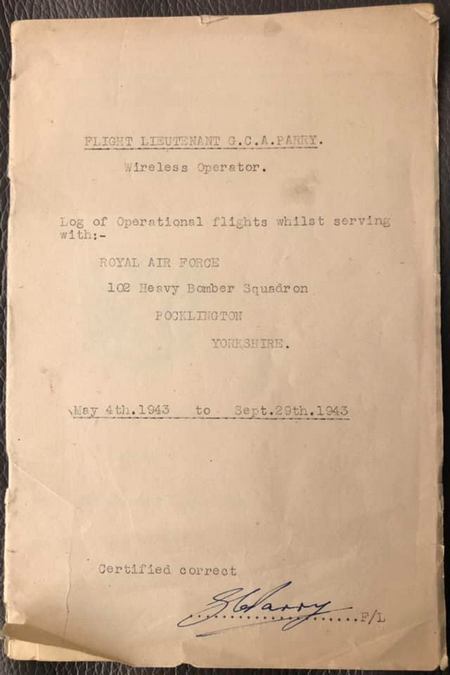 FLIGHT LIEUTENANT G.C.A.PARRY.
Wireless Operator.
Log of Operational flights whilst serving
with:-
ROYAL AIR FORCE
102 Heavy Bomber Squadron
POCKLINGTON
YORKSHIRE.
May 4th.1943 to Sept.29th.1943
Certified correct
GCParry
....................F/L